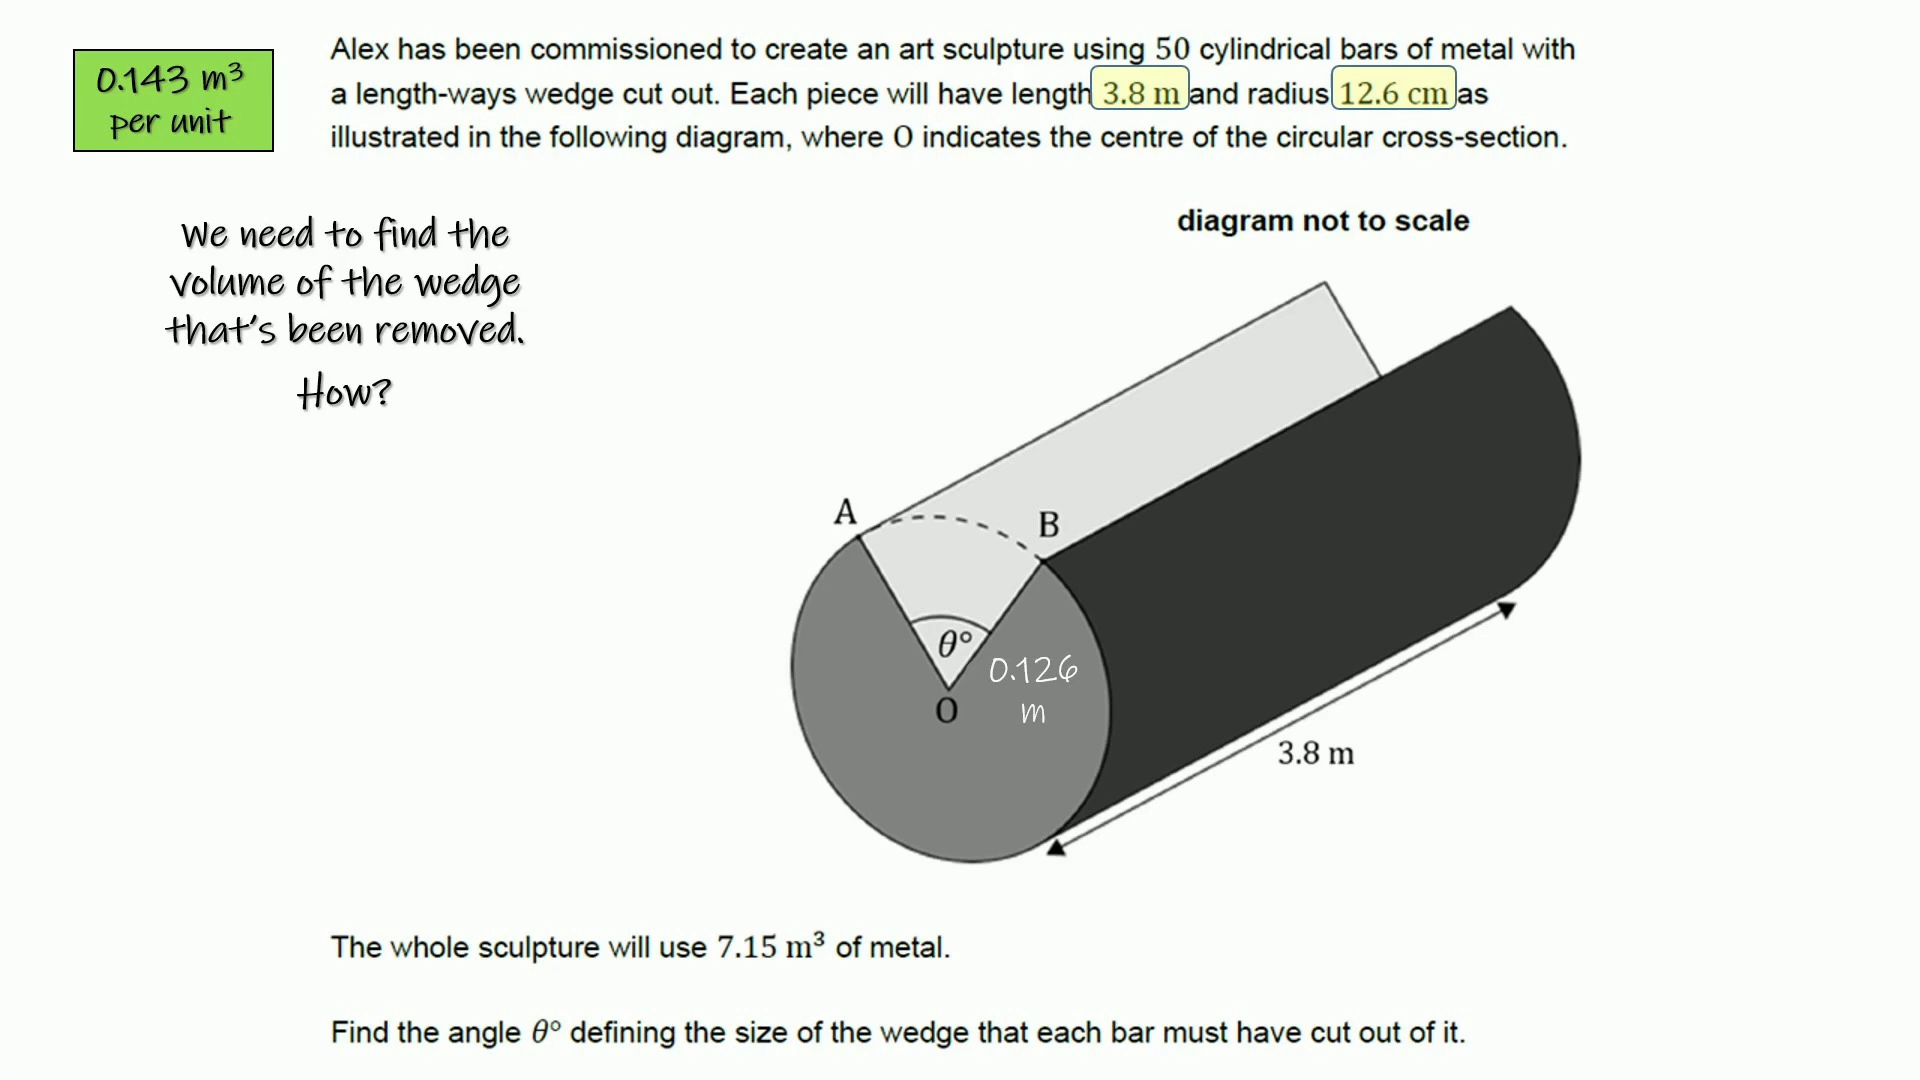 0.143 m³
per unit
Alex has been commissioned to create an art sculpture using 50 cylindrical bars of metal with
a length-ways wedge cut out. Each piece will have length 3.8 m and radius 12.6 cm as
illustrated in the following diagram, where O indicates the centre of the circular cross-section.
We need to find the
volume of the wedge
that's been removed.
How?
diagram not to scale
A
B
θ°
O
0.126
m
3.8 m
The whole sculpture will use 7.15 m³ of metal.
Find the angle θ° defining the size of the wedge that each bar must have cut out of it.